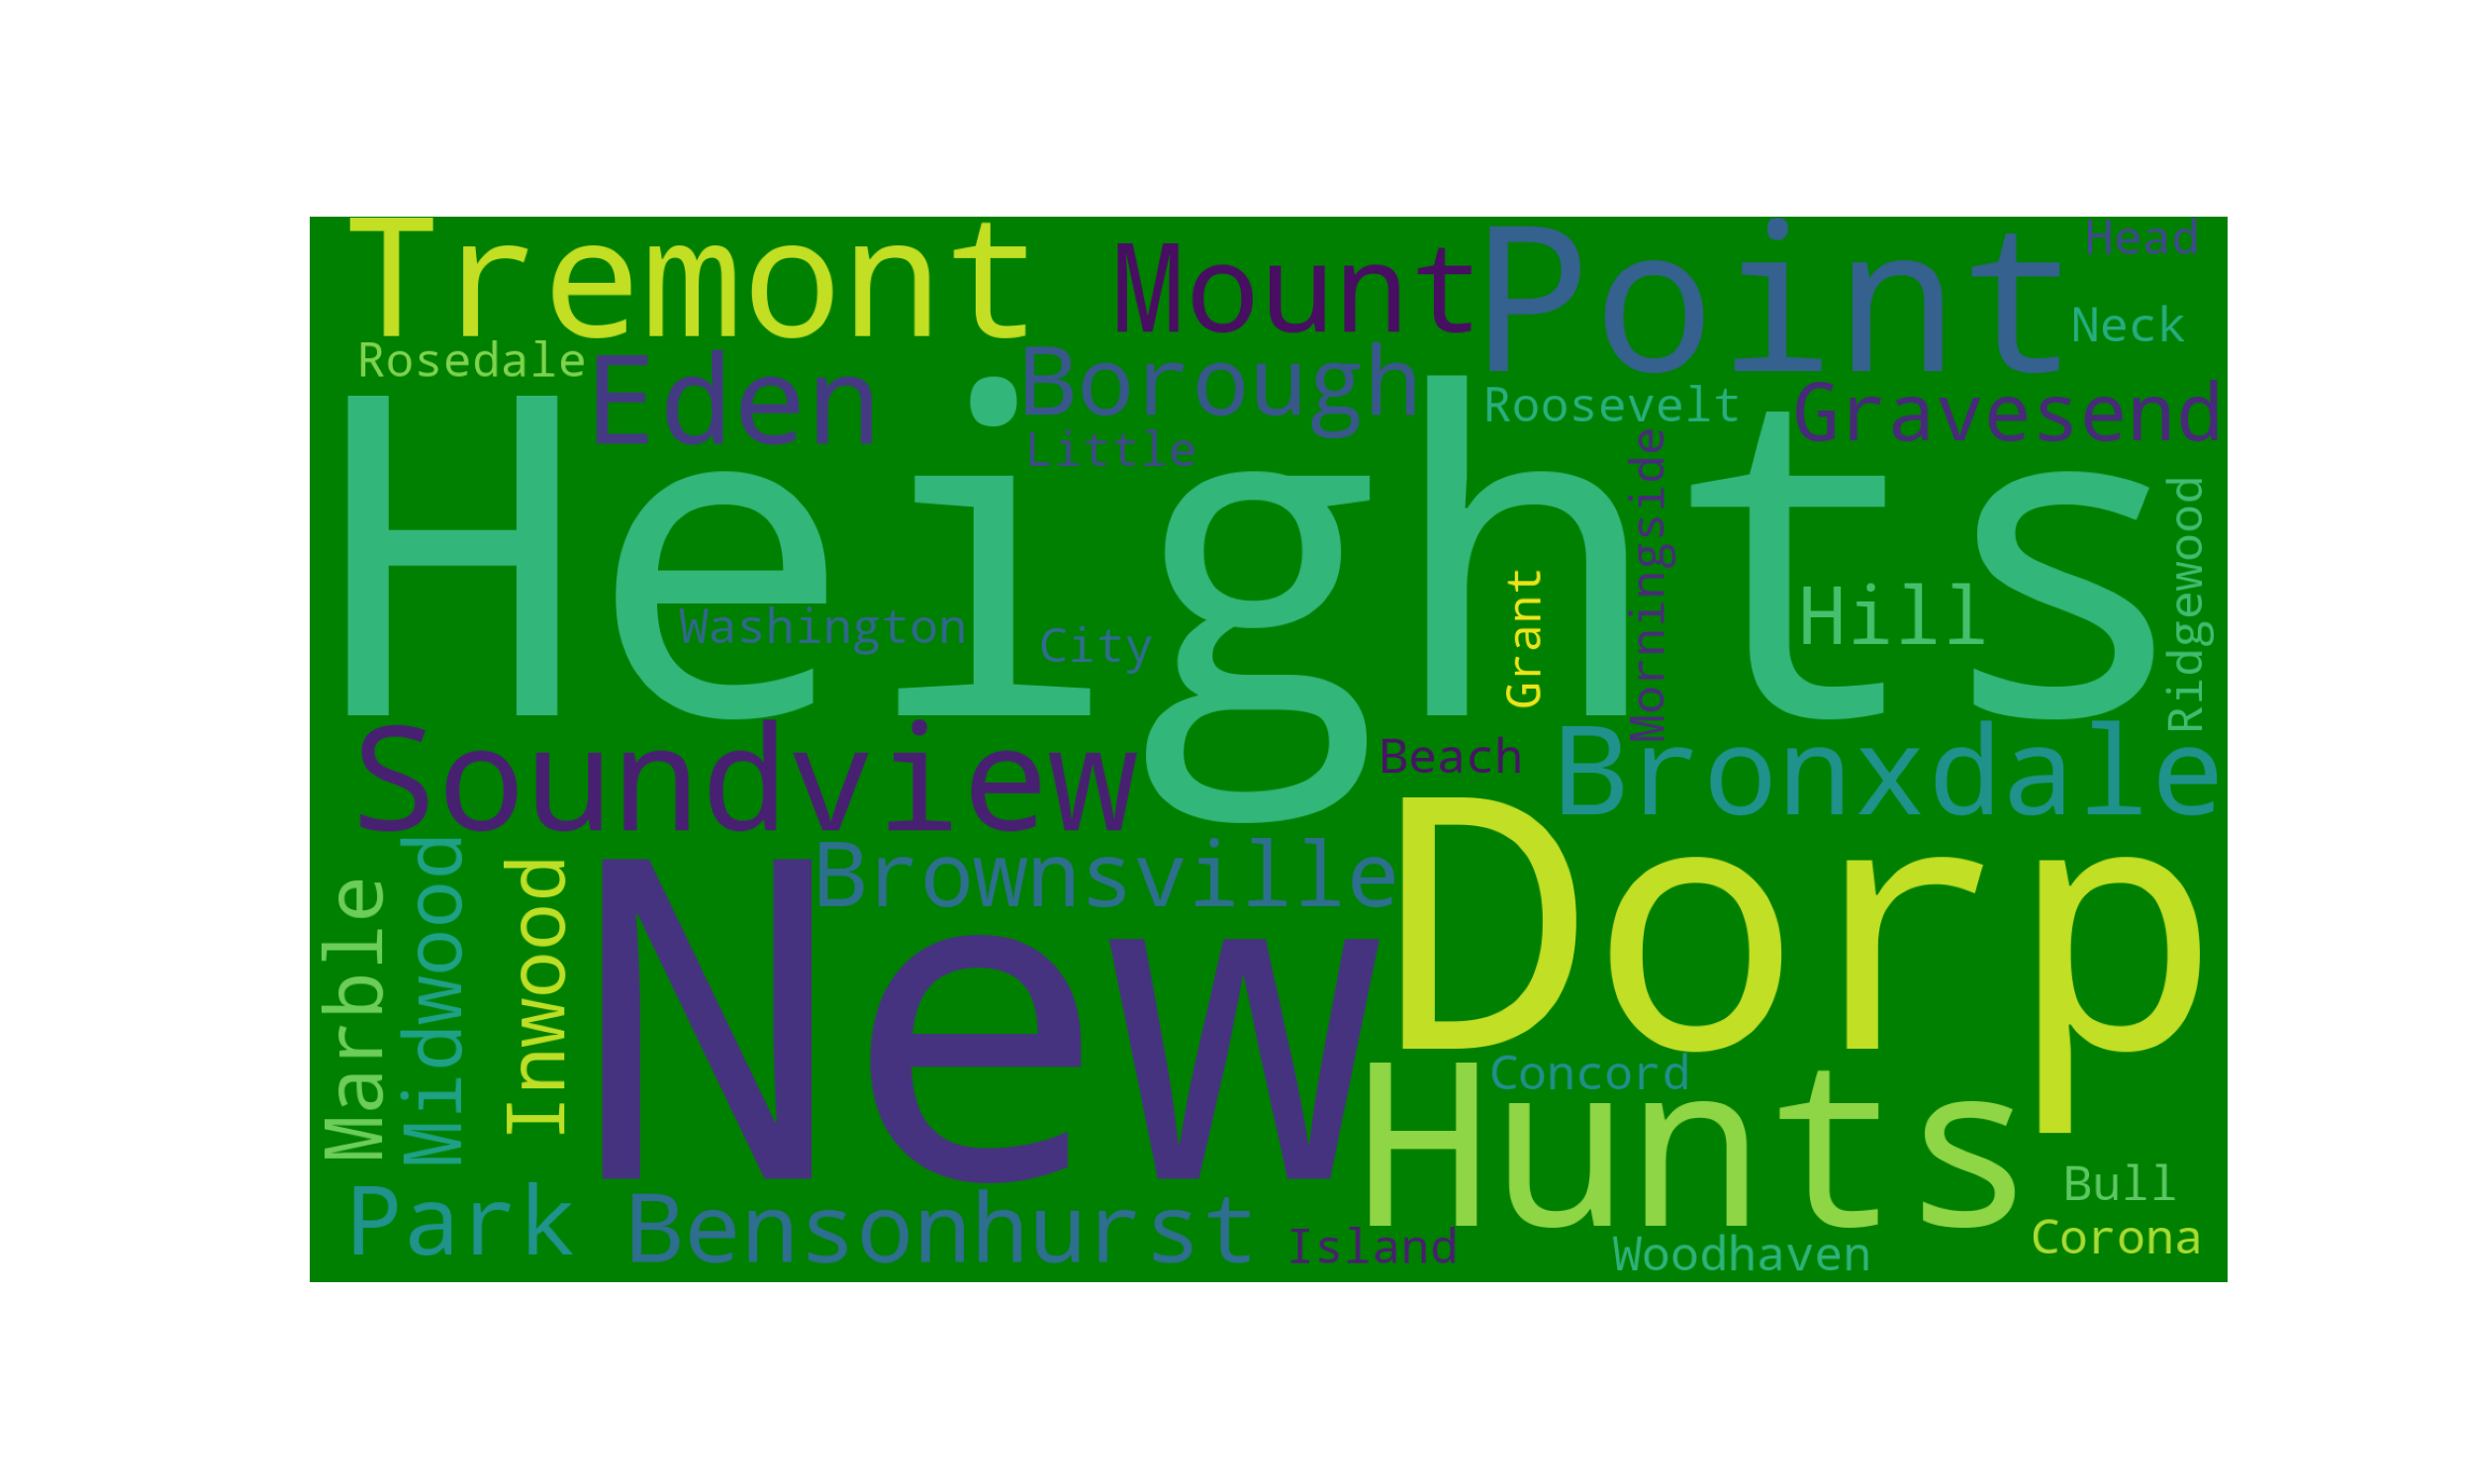 Tremont
Mount
Point
Head
Neck
Rosedale
Eden
Borough
Roosevelt
Gravesend
Little
Heights
Morningside
Ridgewood
Grant
Hill
Washington
City
Soundview
Beach
Bronxdale
Brownsville
Marble
Midwood
Inwood
New
Dorp
Concord
Hunts
Bull
Park
Bensonhurst
Island
Woodhaven
Corona